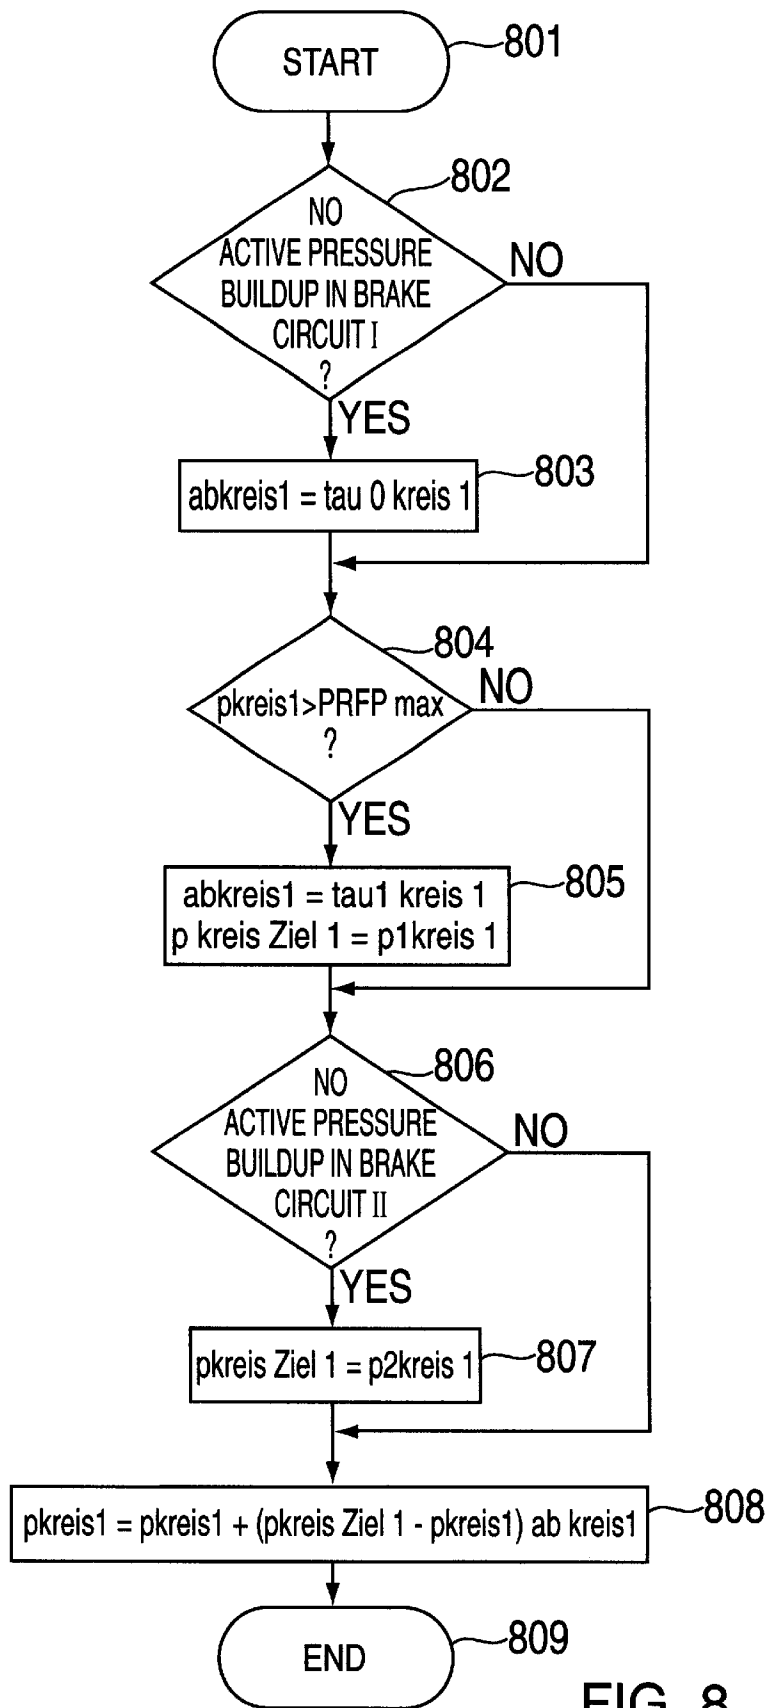 START
801
802
NO
ACTIVE PRESSURE
BUILDUP IN BRAKE
CIRCUIT I
?
NO
YES
803
abkreis1 = tau 0 kreis 1
804
pkreis1>PRFP max
?
NO
YES
805
abkreis1 = tau1 kreis 1
p kreis Ziel 1 = p1kreis 1
806
NO
ACTIVE PRESSURE
BUILDUP IN BRAKE
CIRCUIT II
?
NO
YES
807
pkreis Ziel 1 = p2kreis 1
808
pkreis1 = pkreis1 + (pkreis Ziel 1 - pkreis1) ab kreis1
END
809
FIG. 8